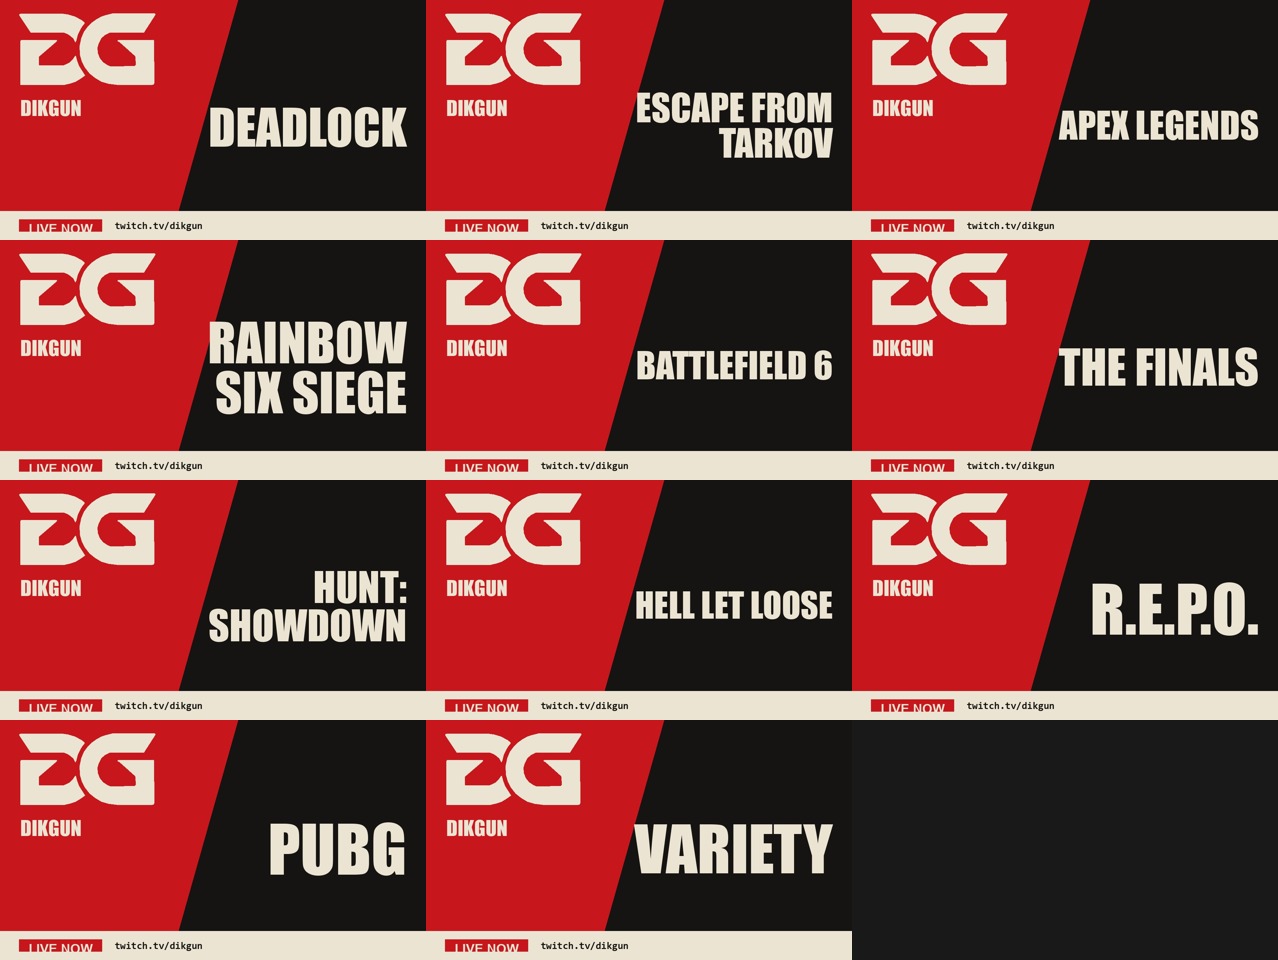 DG
DIKGUN
DEADLOCK
LIVE NOW twitch.tv/dikgun
DG
DIKGUN
ESCAPE FROM
TARKOV
LIVE NOW twitch.tv/dikgun
DG
DIKGUN
APEX LEGENDS
LIVE NOW twitch.tv/dikgun
DG
DIKGUN
RAINBOW
SIX SIEGE
LIVE NOW twitch.tv/dikgun
DG
DIKGUN
BATTLEFIELD 6
LIVE NOW twitch.tv/dikgun
DG
DIKGUN
THE FINALS
LIVE NOW twitch.tv/dikgun
DG
DIKGUN
HUNT:
SHOWDOWN
LIVE NOW twitch.tv/dikgun
DG
DIKGUN
HELL LET LOOSE
LIVE NOW twitch.tv/dikgun
DG
DIKGUN
R.E.P.O.
LIVE NOW twitch.tv/dikgun
DG
DIKGUN
PUBG
LIVE NOW twitch.tv/dikgun
DG
DIKGUN
VARIETY
LIVE NOW twitch.tv/dikgun